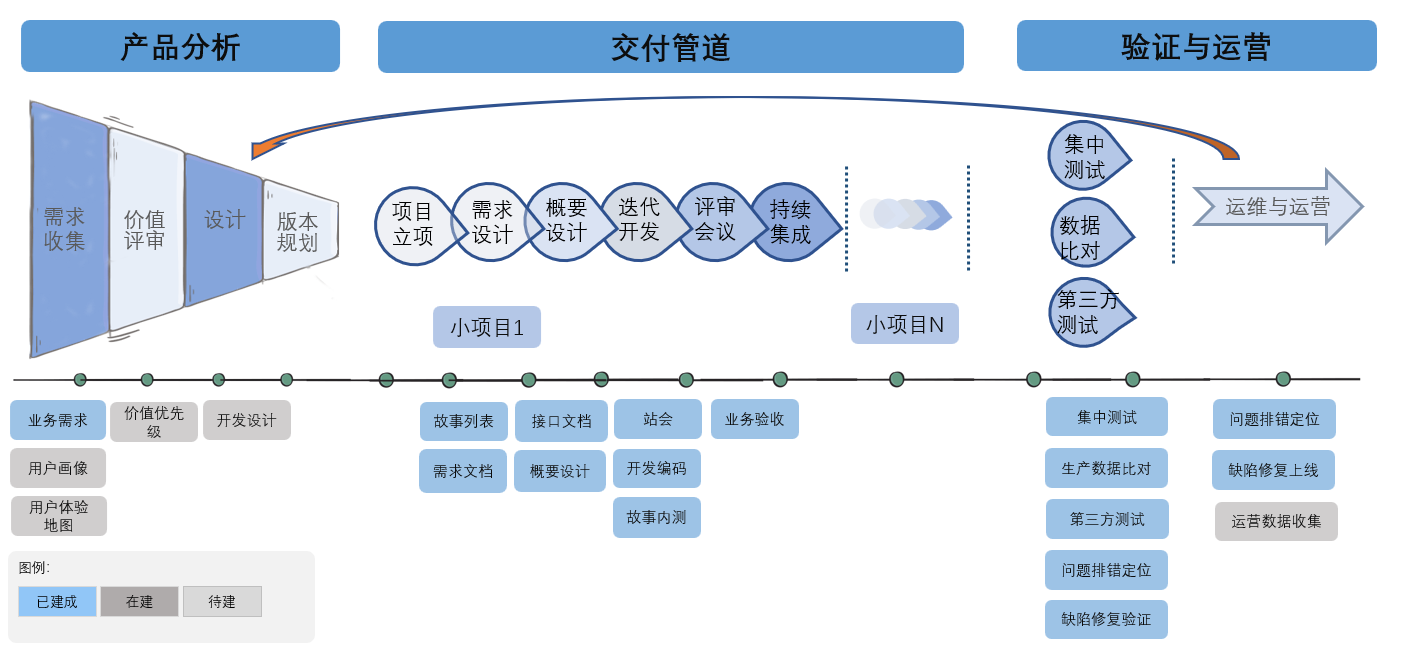 产品分析
交付管道
验证与运营
需求
收集
价值
评审
设计
版本
规划
项目
立项
需求
设计
概要
设计
迭代
开发
评审
会议
持续
集成
集中
测试
数据
比对
第三方
测试
运维与运营
小项目1
小项目N
业务需求
价值优先
级
开发设计
用户画像
用户体验
地图
故事列表
接口文档
站会
业务验收
需求文档
概要设计
开发编码
故事内测
集中测试
生产数据比对
第三方测试
问题排错定位
缺陷修复验证
问题排错定位
缺陷修复上线
运营数据收集
图例:
已建成
在建
待建